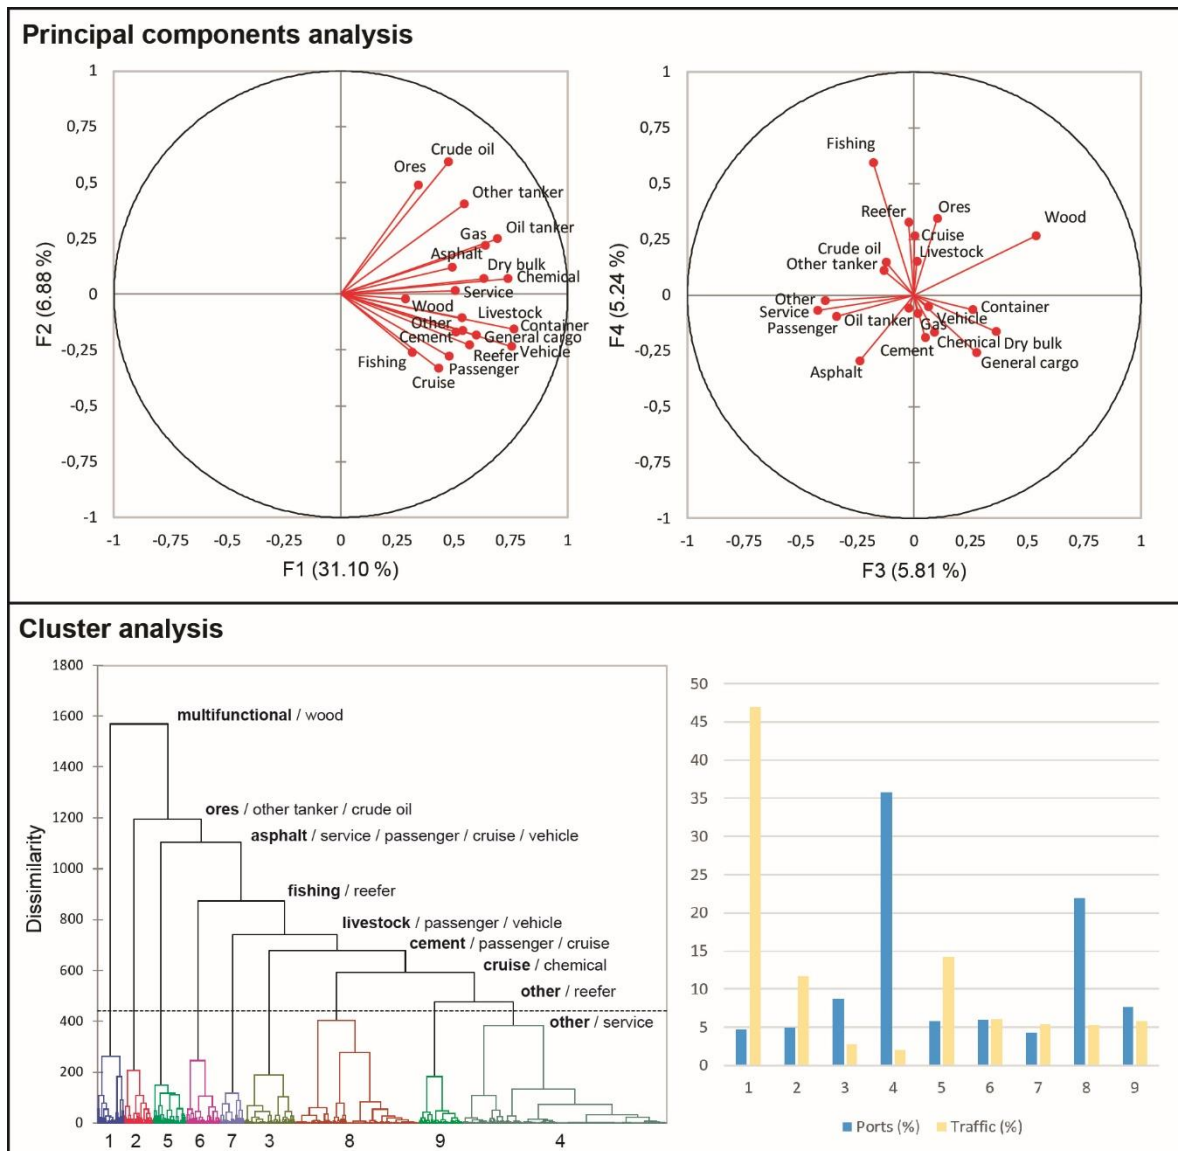 Principal components analysis
1
0,75
0,5
0,25
0
-0,25
-0,5
-0,75
-1
F2 (6.88 %)
Crude oil
Ores
Other tanker
Oil tanker
Gas
Asphalt
Dry bulk
Chemical
Service
Wood
Livestock
Other
Container
Cement
General cargo
Reefer
Vehicle
Fishing
Passenger
Cruise
-1 -0,75 -0,5 -0,25 0 0,25 0,5 0,75 1
F1 (31.10 %)
1
0,75
0,5
0,25
0
-0,25
-0,5
-0,75
-1
F4 (5.24 %)
Fishing
Reefer
Ores
Wood
Cruise
Crude oil
Livestock
Other tanker
Other
Service
Container
Passenger
Oil tanker
Vehicle
Gas
Cement
Chemical
Dry bulk
General cargo
Asphalt
-1 -0,75 -0,5 -0,25 0 0,25 0,5 0,75 1
F3 (5.81 %)
Cluster analysis
1800
1600
1400
1200
1000
800
600
400
200
0
Dissimilarity
multifunctional / wood
ores / other tanker / crude oil
asphalt / service / passenger / cruise / vehicle
fishing / reefer
livestock / passenger / vehicle
cement / passenger / cruise
cruise / chemical
other / reefer
other / service
1 2 5 6 7 3 8 9 4
50
45
40
35
30
25
20
15
10
5
0
1 2 3 4 5 6 7 8 9
Ports (%) Traffic (%)